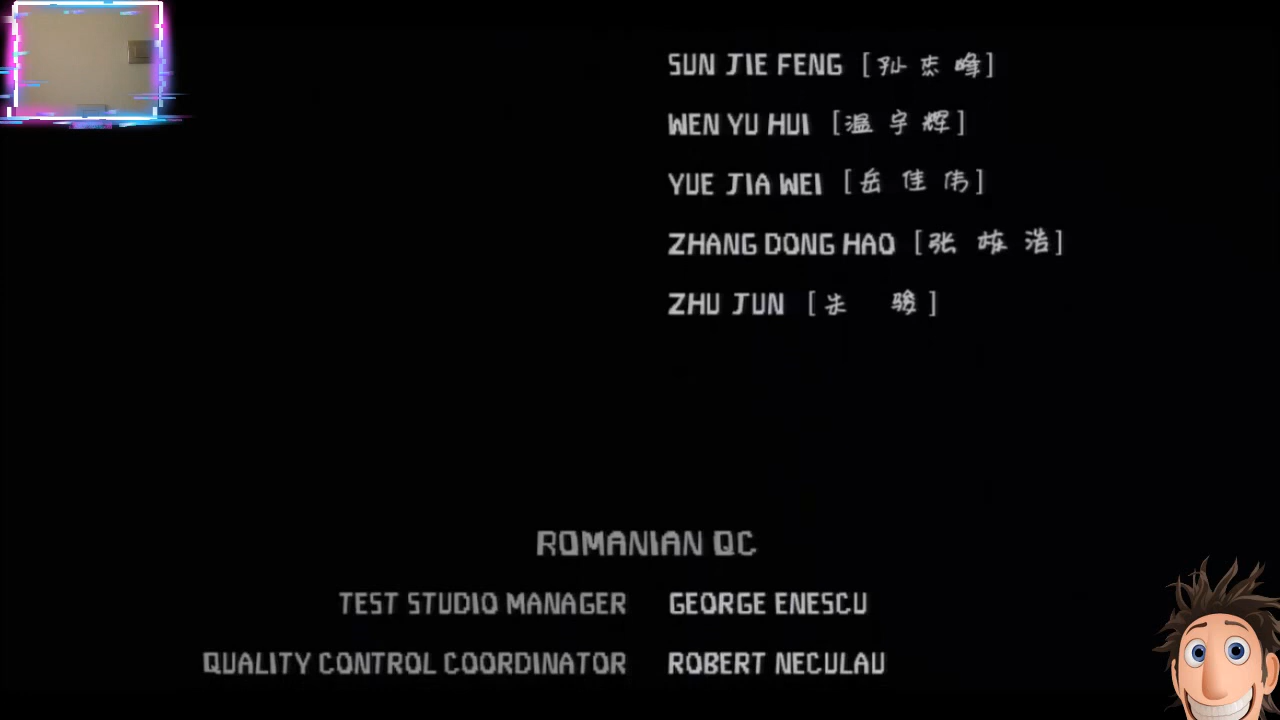 SUN JIE FENG [孙 杰 峰]
WEN YU HUI [温 宇 辉]
YUE JIA WEI [岳 佳 伟]
ZHANG DONG HAO [张 栋 浩]
ZHU JUN [朱 骏]
ROMANIAN QC
TEST STUDIO MANAGER GEORGE ENESCU
QUALITY CONTROL COORDINATOR ROBERT NECULAU